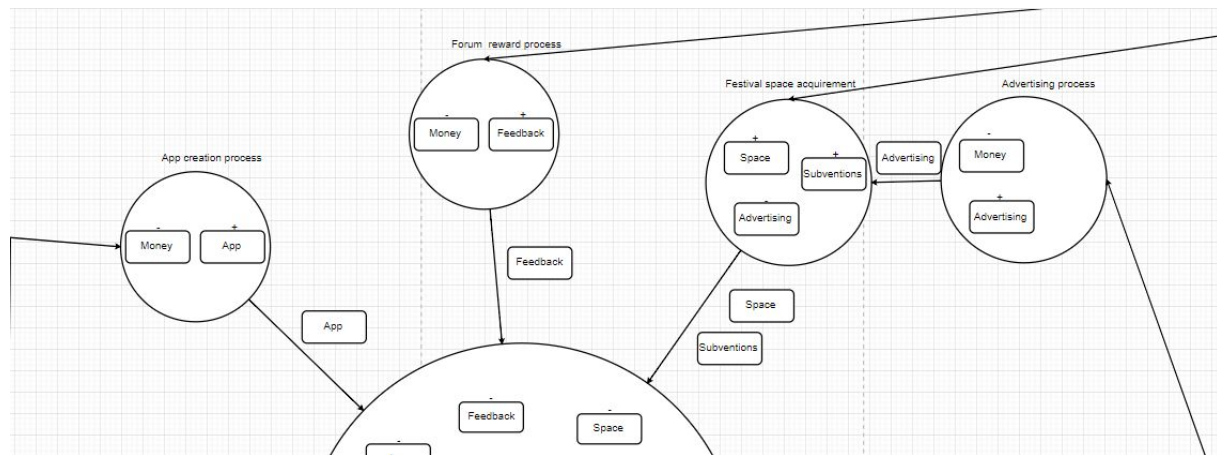 Forum reward process
-
Money
+
Feedback
Festival space acquirement
+
Space
+
Subventions
-
Advertising
Advertising
Advertising process
-
Money
+
Advertising
App creation process
-
Money
+
App
Feedback
App
Space
Subventions
-
Feedback
-
Space
-